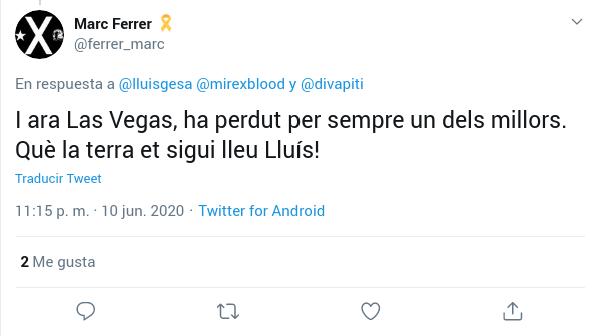 Marc Ferrer 🎗
@ferrer_marc
En respuesta a @lluisgesa @mirexblood y @divapiti
I ara Las Vegas, ha perdut per sempre un dels millors.
Què la terra et sigui lleu Lluís!
Traducir Tweet
11:15 p. m. · 10 jun. 2020 · Twitter for Android
2 Me gusta